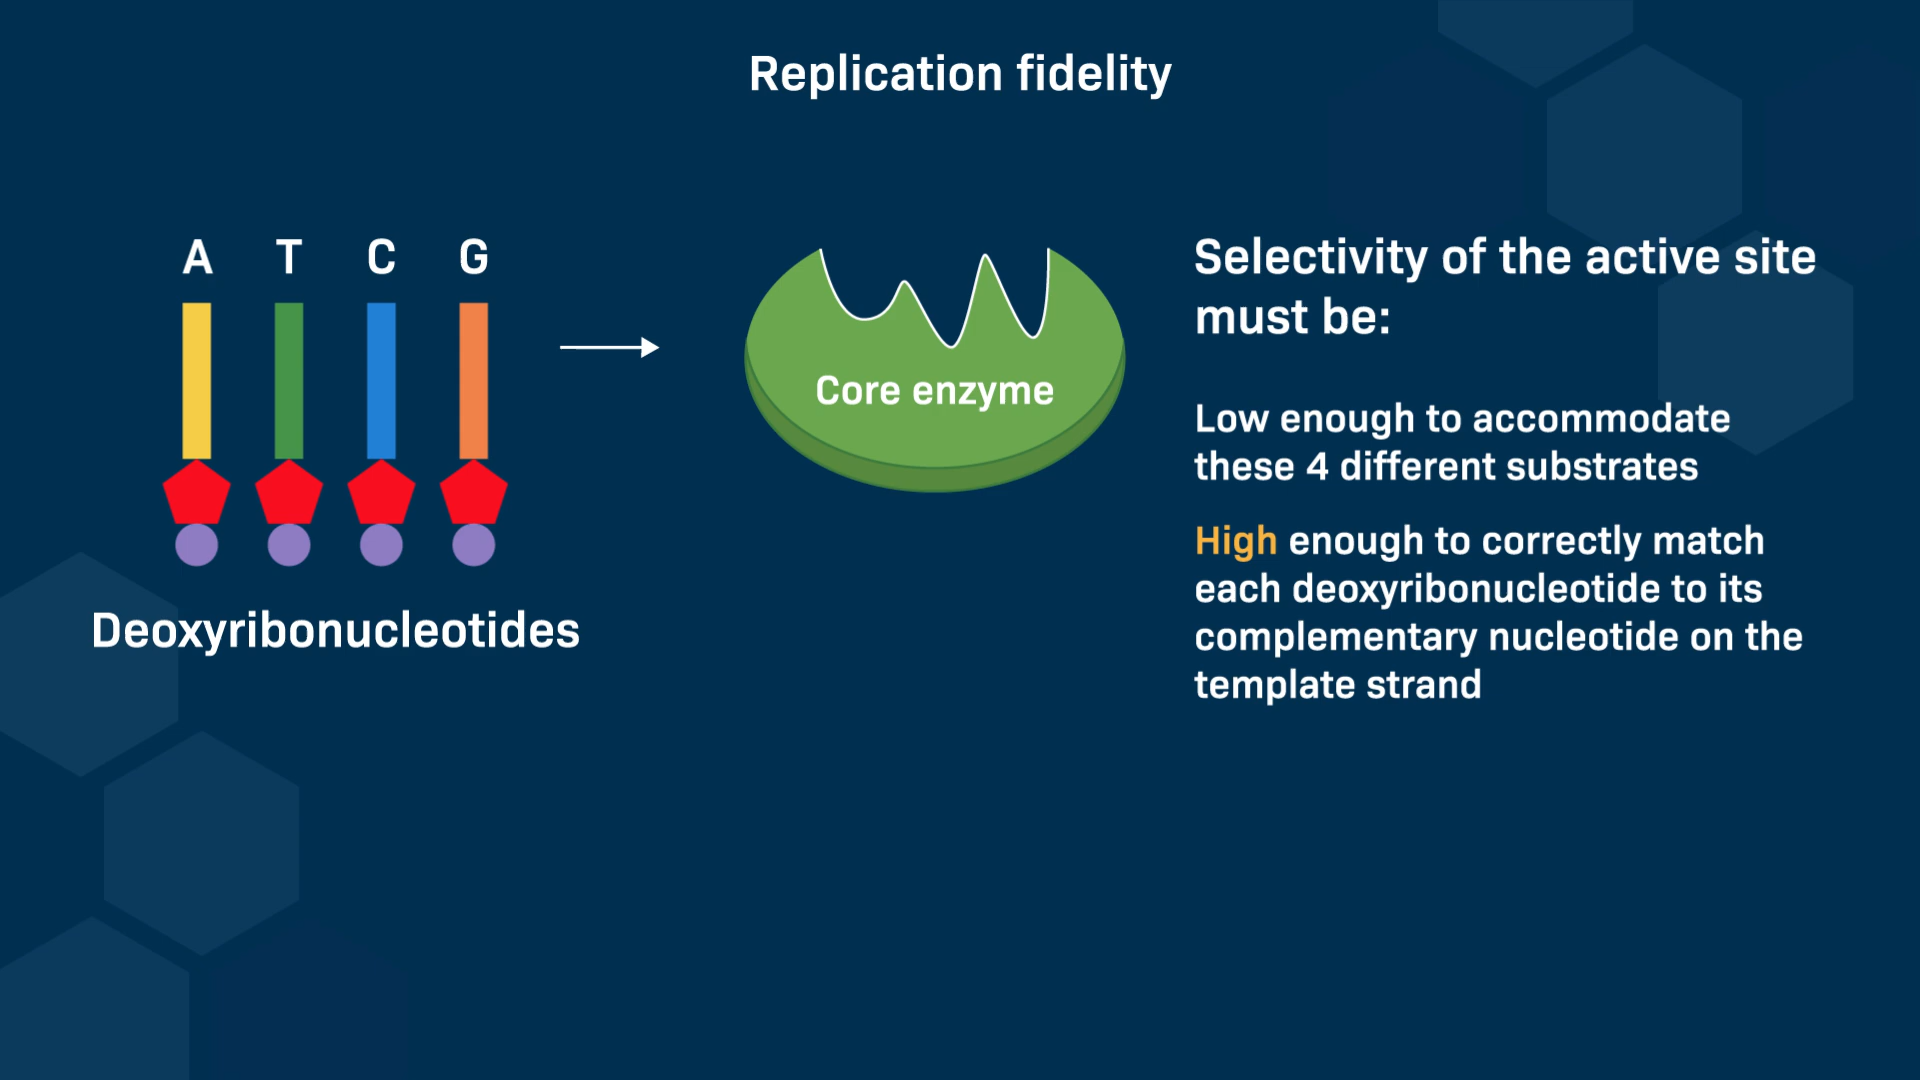 Replication fidelity
A T C G
Core enzyme
Deoxyribonucleotides
Selectivity of the active site
must be:
Low enough to accommodate
these 4 different substrates
High enough to correctly match
each deoxyribonucleotide to its
complementary nucleotide on the
template strand